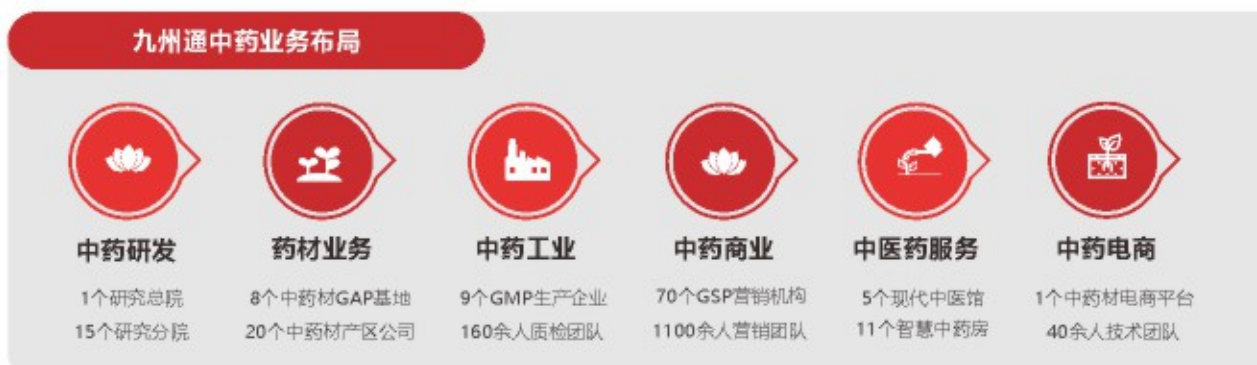 九州通中药业务布局
中药研发
1个研究总院
15个研究分院
药材业务
8个中药材GAP基地
20个中药材产区公司
中药工业
9个GMP生产企业
160余人质检团队
中药商业
70个GSP营销机构
1100余人营销团队
中医药服务
5个现代中医馆
11个智慧中药房
中药电商
1个中药材电商平台
40余人技术团队